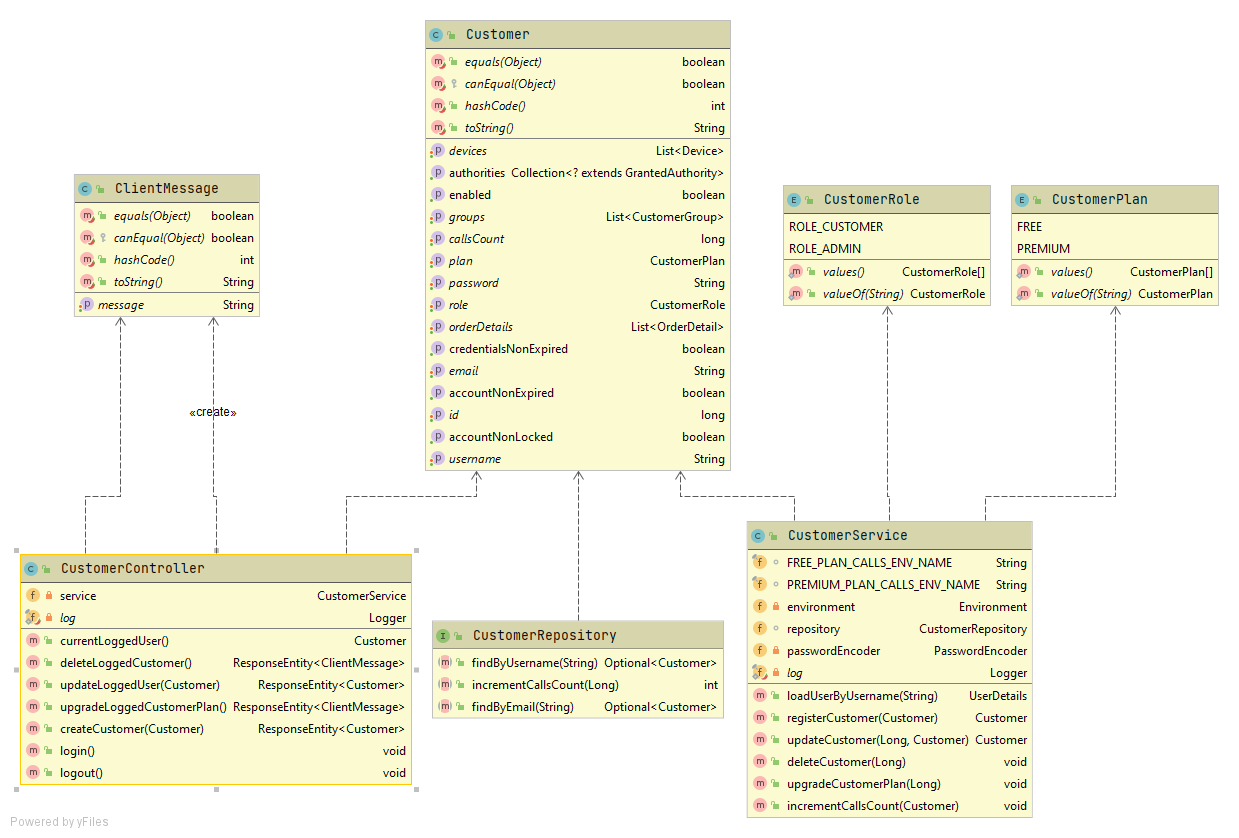 C Customer
m equals(Object) boolean
m canEqual(Object) boolean
m hashCode() int
m toString() String
p devices List<Device>
p authorities Collection<? extends GrantedAuthority>
p enabled boolean
p groups List<CustomerGroup>
p callsCount long
p plan CustomerPlan
p password String
p role CustomerRole
p orderDetails List<OrderDetail>
p credentialsNonExpired boolean
p email String
p accountNonExpired boolean
p id long
p accountNonLocked boolean
p username String
C ClientMessage
m equals(Object) boolean
m canEqual(Object) boolean
m hashCode() int
m toString() String
p message String
E CustomerRole
ROLE_CUSTOMER
ROLE_ADMIN
m values() CustomerRole[]
m valueOf(String) CustomerRole
E CustomerPlan
FREE
PREMIUM
m values() CustomerPlan[]
m valueOf(String) CustomerPlan
«create»
C CustomerController
f service CustomerService
f log Logger
m currentLoggedUser() Customer
m deleteLoggedCustomer() ResponseEntity<ClientMessage>
m updateLoggedUser(Customer) ResponseEntity<Customer>
m upgradeLoggedCustomerPlan() ResponseEntity<ClientMessage>
m createCustomer(Customer) ResponseEntity<Customer>
m login() void
m logout() void
I CustomerRepository
m findByUsername(String) Optional<Customer>
m incrementCallsCount(Long) int
m findByEmail(String) Optional<Customer>
C CustomerService
f FREE_PLAN_CALLS_ENV_NAME String
f PREMIUM_PLAN_CALLS_ENV_NAME String
f environment Environment
f repository CustomerRepository
f passwordEncoder PasswordEncoder
f log Logger
m loadUserByUsername(String) UserDetails
m registerCustomer(Customer) Customer
m updateCustomer(Long, Customer) Customer
m deleteCustomer(Long) void
m upgradeCustomerPlan(Long) void
m incrementCallsCount(Customer) void
Powered by yFiles